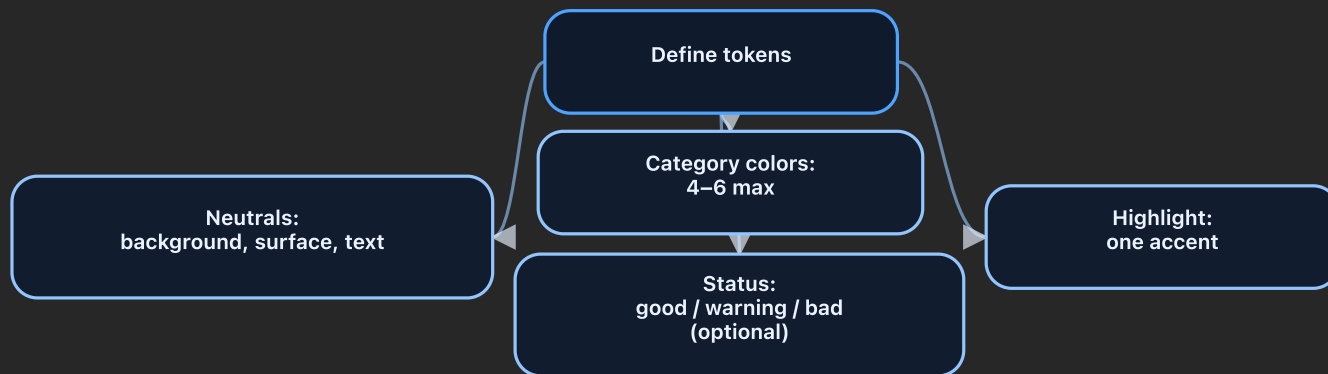 Define tokens
Category colors:
4–6 max
Neutrals:
background, surface, text
Highlight:
one accent
Status:
good / warning / bad
(optional)